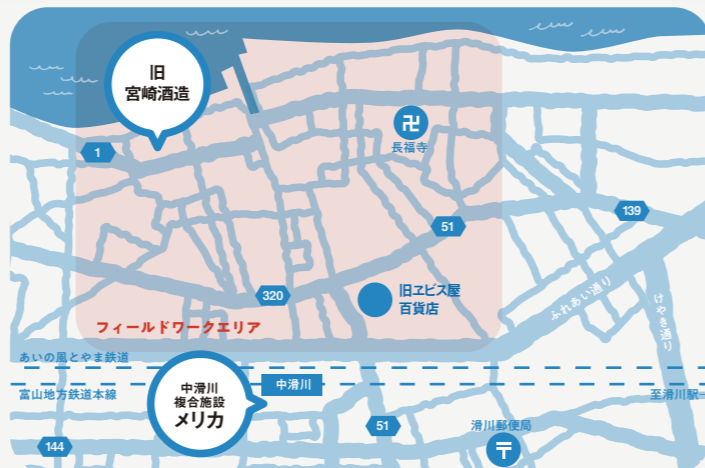 旧
宮崎酒造
1
長福寺
139
51
320
旧ヱビス屋
百貨店
ふれあい通り
けやき通り
フィールドワークエリア
あいの風とやま鉄道
富山地方鉄道本線
中滑川
複合施設
メリカ
中滑川
至滑川駅
144
51
滑川郵便局